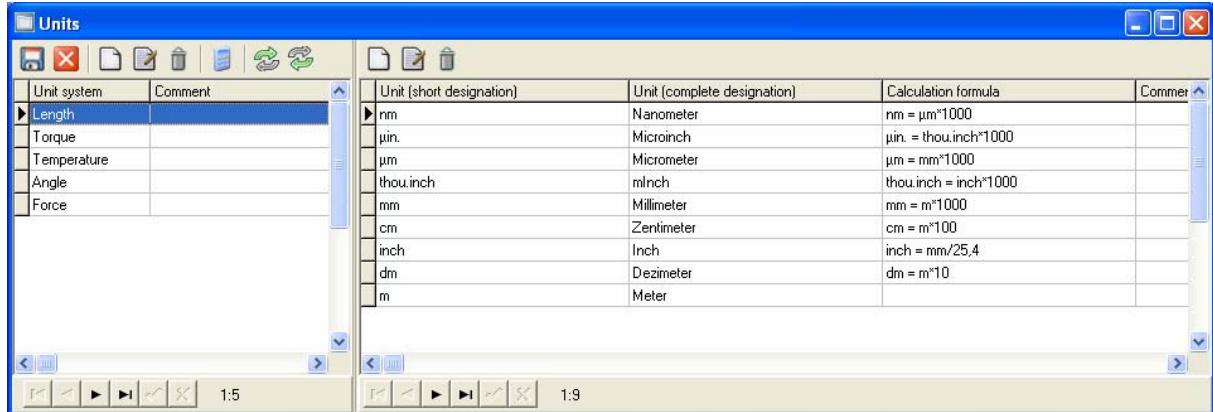 Units
Unit system Comment
Length
Torque
Temperature
Angle
Force
1:5
Unit (short designation) Unit (complete designation) Calculation formula Commer
nm Nanometer nm = µm*1000
µin. Microinch µin. = thou.inch*1000
µm Micrometer µm = mm*1000
thou.inch mInch thou.inch = inch*1000
mm Millimeter mm = m*1000
cm Zentimeter cm = m*100
inch Inch inch = mm/25,4
dm Dezimeter dm = m*10
m Meter
1:9